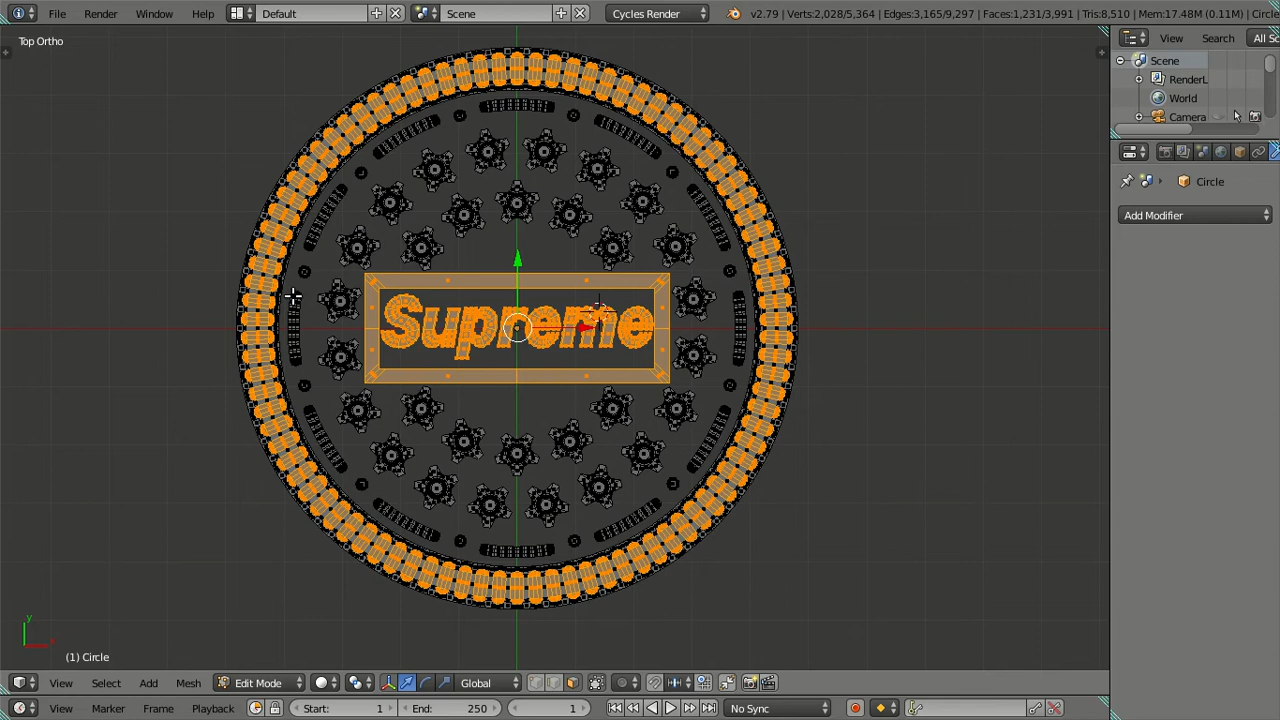 File Render Window Help Default Scene Cycles Render v2.79 | Verts:2,028/5,364 | Edges:3,165/9,297 | Faces:1,231/3,991 | Tris:8,510 | Mem:17.48M (0.11M) | Circle
Top Ortho
View Search All Sc
Scene
RenderL
World
Camera
Circle
Add Modifier
Supreme
y
x
(1) Circle
View Select Add Mesh Edit Mode Global
View Marker Frame Playback Start: 1 End: 250 1 No Sync